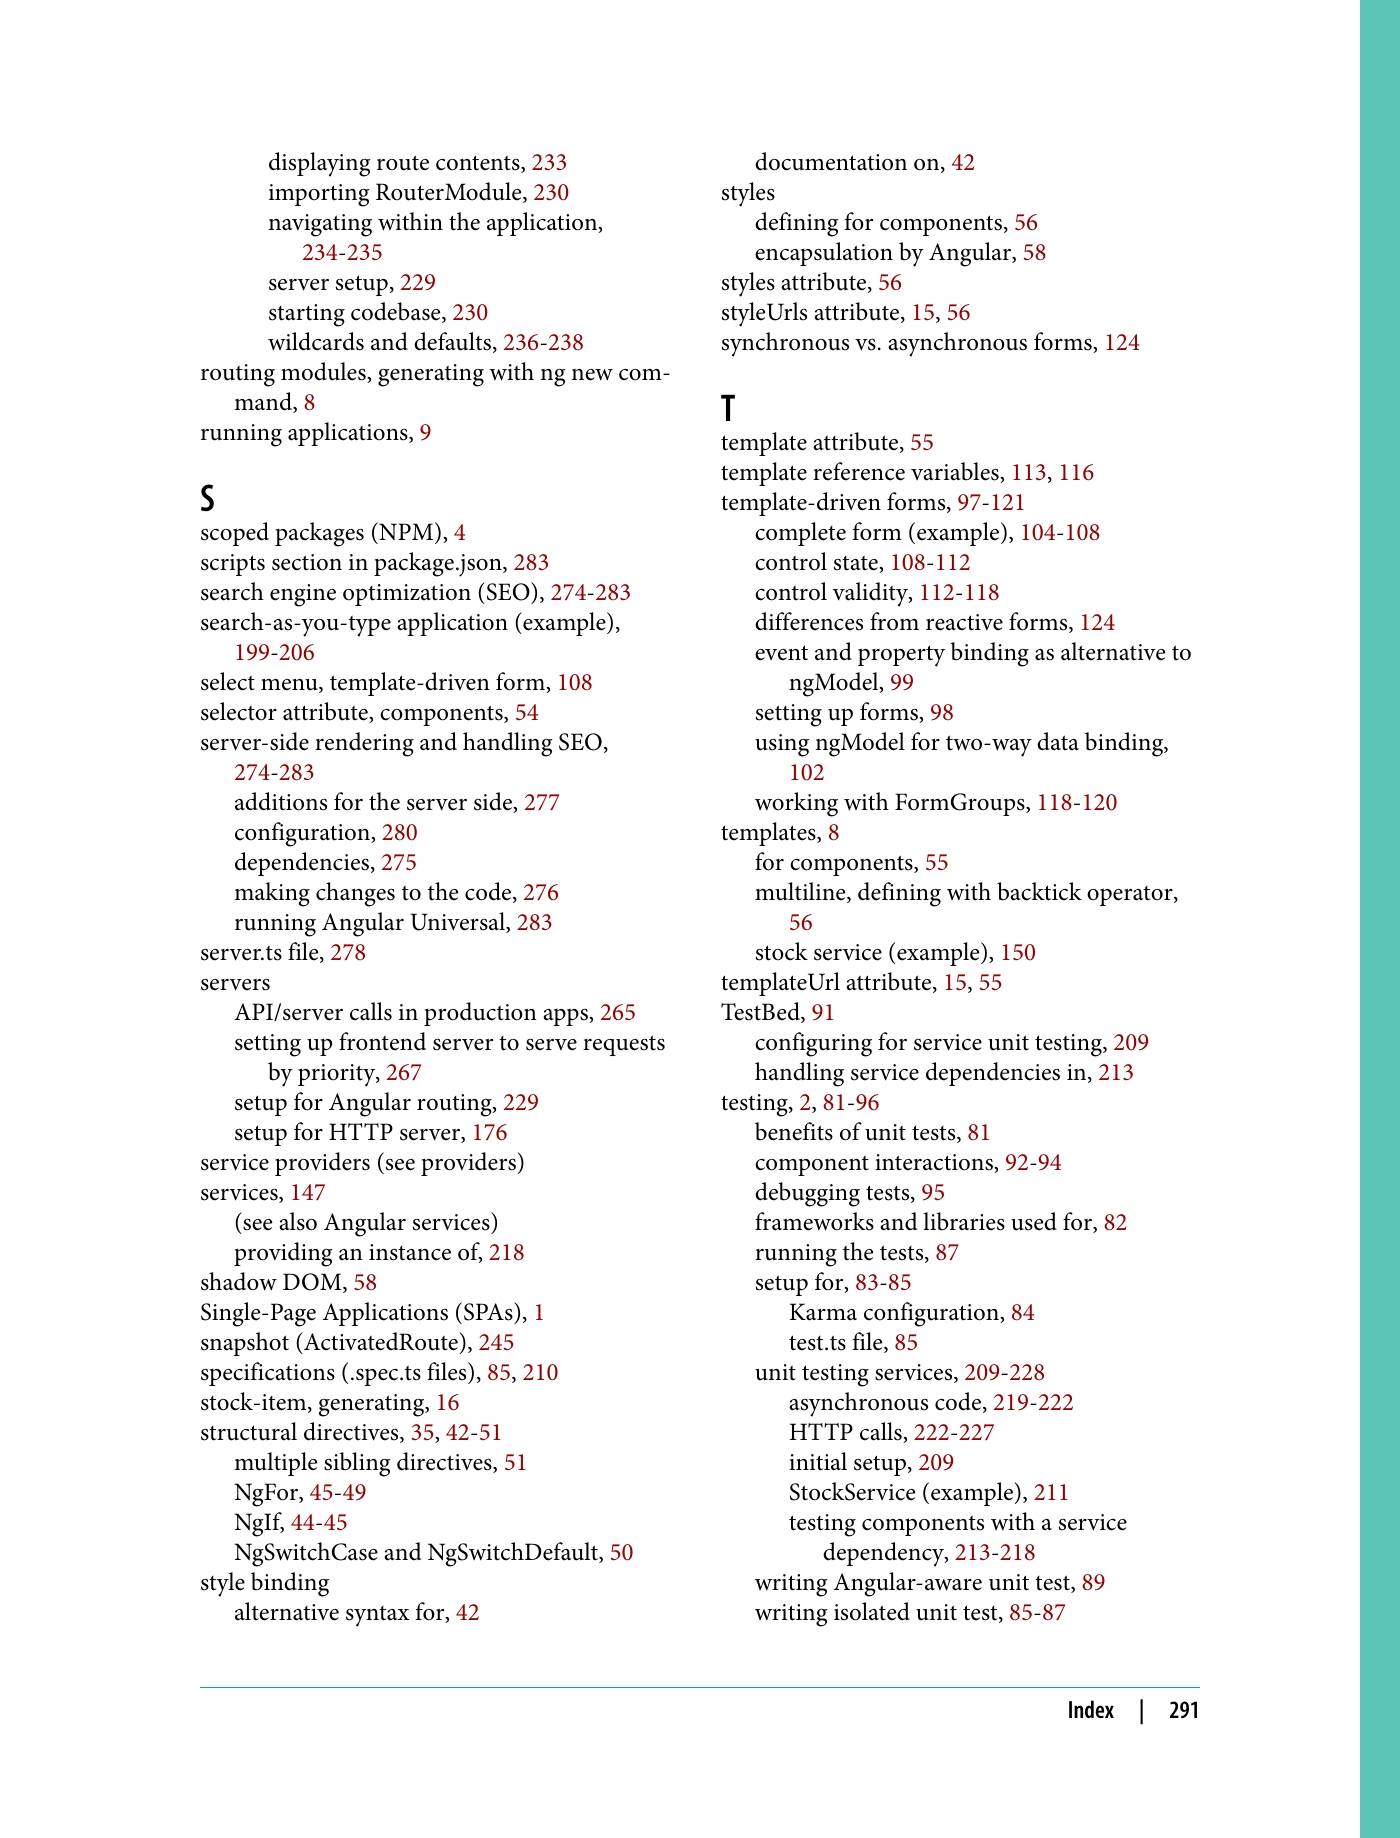 displaying route contents, 233
importing RouterModule, 230
navigating within the application,
234-235
server setup, 229
starting codebase, 230
wildcards and defaults, 236-238
routing modules, generating with ng new com-
mand, 8
running applications, 9
S
scoped packages (NPM), 4
scripts section in package.json, 283
search engine optimization (SEO), 274-283
search-as-you-type application (example),
199-206
select menu, template-driven form, 108
selector attribute, components, 54
server-side rendering and handling SEO,
274-283
additions for the server side, 277
configuration, 280
dependencies, 275
making changes to the code, 276
running Angular Universal, 283
server.ts file, 278
servers
API/server calls in production apps, 265
setting up frontend server to serve requests
by priority, 267
setup for Angular routing, 229
setup for HTTP server, 176
service providers (see providers)
services, 147
(see also Angular services)
providing an instance of, 218
shadow DOM, 58
Single-Page Applications (SPAs), 1
snapshot (ActivatedRoute), 245
specifications (.spec.ts files), 85, 210
stock-item, generating, 16
structural directives, 35, 42-51
multiple sibling directives, 51
NgFor, 45-49
NgIf, 44-45
NgSwitchCase and NgSwitchDefault, 50
style binding
alternative syntax for, 42
documentation on, 42
styles
defining for components, 56
encapsulation by Angular, 58
styles attribute, 56
styleUrls attribute, 15, 56
synchronous vs. asynchronous forms, 124
T
template attribute, 55
template reference variables, 113, 116
template-driven forms, 97-121
complete form (example), 104-108
control state, 108-112
control validity, 112-118
differences from reactive forms, 124
event and property binding as alternative to
ngModel, 99
setting up forms, 98
using ngModel for two-way data binding,
102
working with FormGroups, 118-120
templates, 8
for components, 55
multiline, defining with backtick operator,
56
stock service (example), 150
templateUrl attribute, 15, 55
TestBed, 91
configuring for service unit testing, 209
handling service dependencies in, 213
testing, 2, 81-96
benefits of unit tests, 81
component interactions, 92-94
debugging tests, 95
frameworks and libraries used for, 82
running the tests, 87
setup for, 83-85
Karma configuration, 84
test.ts file, 85
unit testing services, 209-228
asynchronous code, 219-222
HTTP calls, 222-227
initial setup, 209
StockService (example), 211
testing components with a service
dependency, 213-218
writing Angular-aware unit test, 89
writing isolated unit test, 85-87
Index | 291